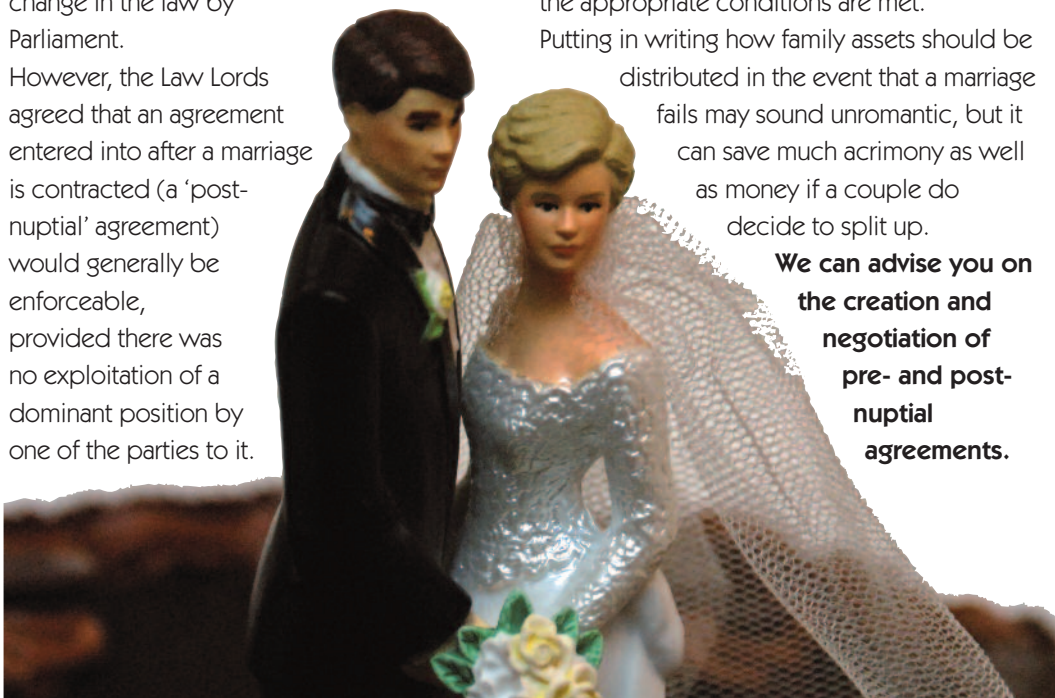 change in the law by
Parliament.
However, the Law Lords
agreed that an agreement
entered into after a marriage
is contracted (a ‘post-
nuptial’ agreement)
would generally be
enforceable,
provided there was
no exploitation of a
dominant position by
one of the parties to it.
the appropriate conditions are met.
Putting in writing how family assets should be
distributed in the event that a marriage
fails may sound unromantic, but it
can save much acrimony as well
as money if a couple do
decide to split up.
We can advise you on
the creation and
negotiation of
pre- and post-
nuptial
agreements.